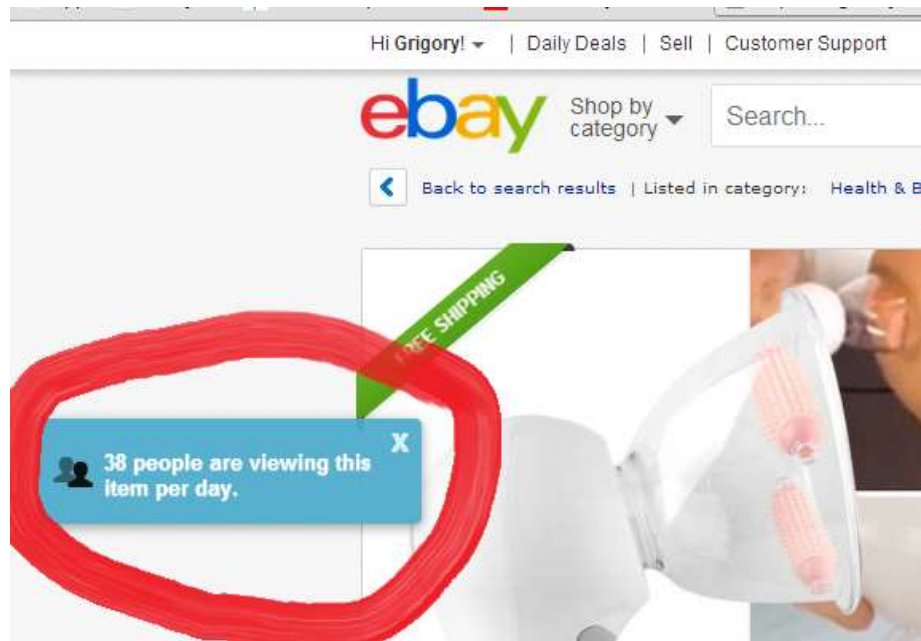 Hi Grigory! | Daily Deals | Sell | Customer Support
ebay
Shop by
category
Search...
Back to search results | Listed in category: Health & B
FREE SHIPPING
X
38 people are viewing this
item per day.